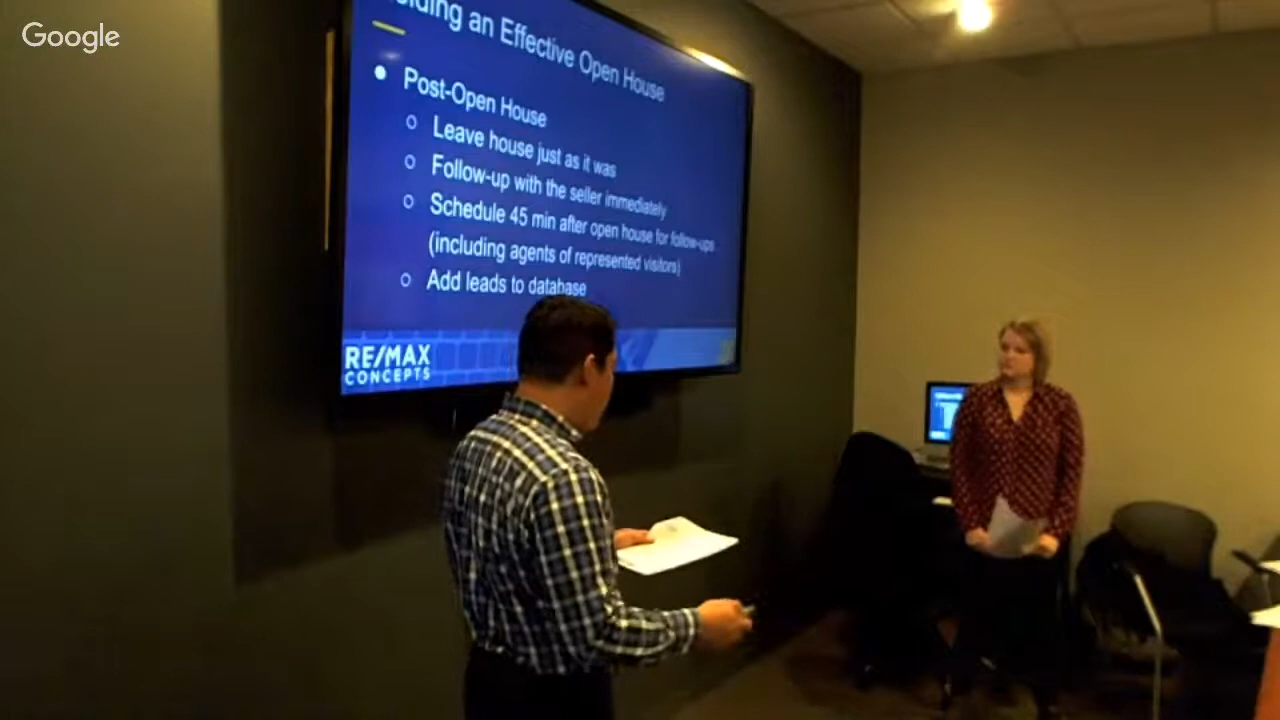 Google
an Effective Open House
Post-Open House
Leave house just as it was
Follow-up with the seller immediately
Schedule 45 min after open house for follow-ups
(including agents of represented visitors)
Add leads to database
RE/MAX
CONCEPTS